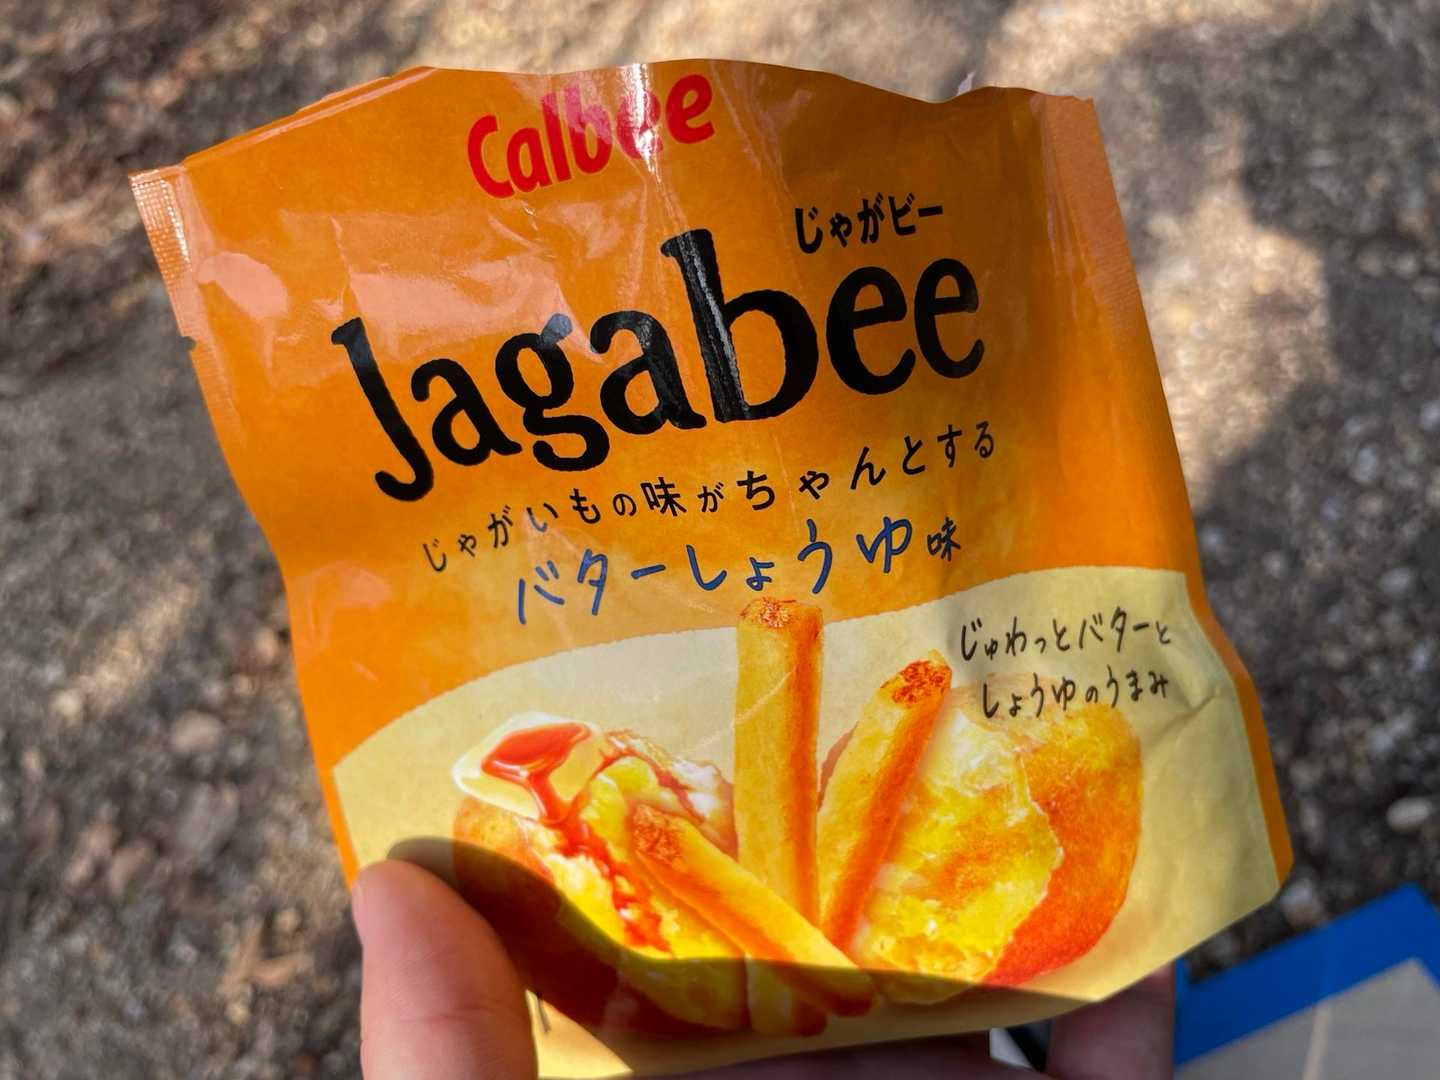 Calbee
じゃがビー
Jagabee
じゃがいもの味がちゃんとする
バターしょうゆ味
じゅわっとバターと
しょうゆのうまみ